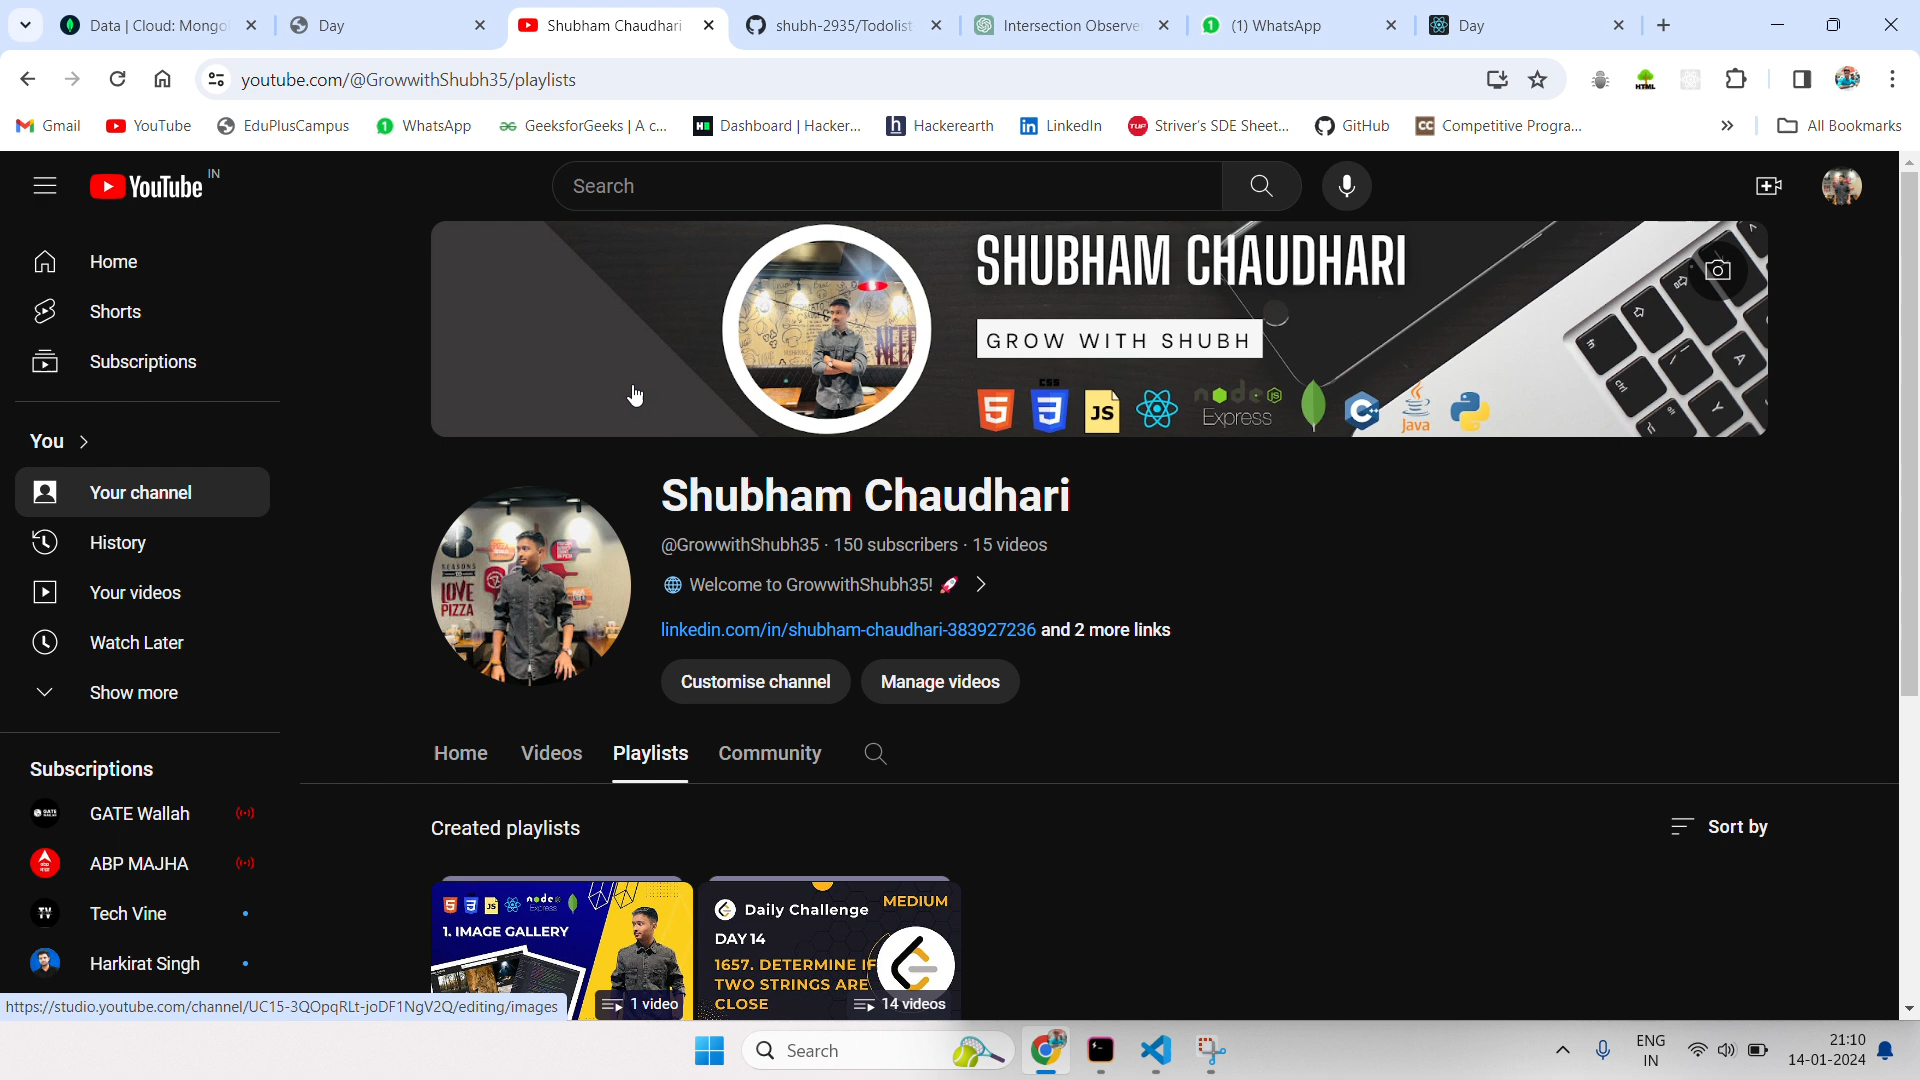 Data | Cloud: Mongo
Day
Shubham Chaudhari
shubh-2935/Todolist
Intersection Observe
(1) WhatsApp
Day
youtube.com/@GrowwithShubh35/playlists
Gmail
YouTube
EduPlusCampus
WhatsApp
GeeksforGeeks | A c...
Dashboard | Hacker...
Hackerearth
LinkedIn
Striver's SDE Sheet...
GitHub
Competitive Progra...
All Bookmarks
YouTube IN
Search
Home
Shorts
Subscriptions
You
Your channel
History
Your videos
Watch Later
Show more
Subscriptions
GATE Wallah
ABP MAJHA
Tech Vine
Harkirat Singh
SHUBHAM CHAUDHARI
GROW WITH SHUBH
CSS
JS
node JS
Express
C++
Java
Shubham Chaudhari
@GrowwithShubh35 · 150 subscribers · 15 videos
Welcome to GrowwithShubh35! 🚀
linkedin.com/in/shubham-chaudhari-383927236 and 2 more links
Customise channel
Manage videos
Home
Videos
Playlists
Community
Created playlists
Sort by
1. IMAGE GALLERY
1 video
Daily Challenge
MEDIUM
DAY 14
1657. DETERMINE IF
TWO STRINGS ARE
CLOSE
14 videos
https://studio.youtube.com/channel/UC15-3QOpqRLt-joDF1NgV2Q/editing/images
Search
ENG
IN
21:10
14-01-2024